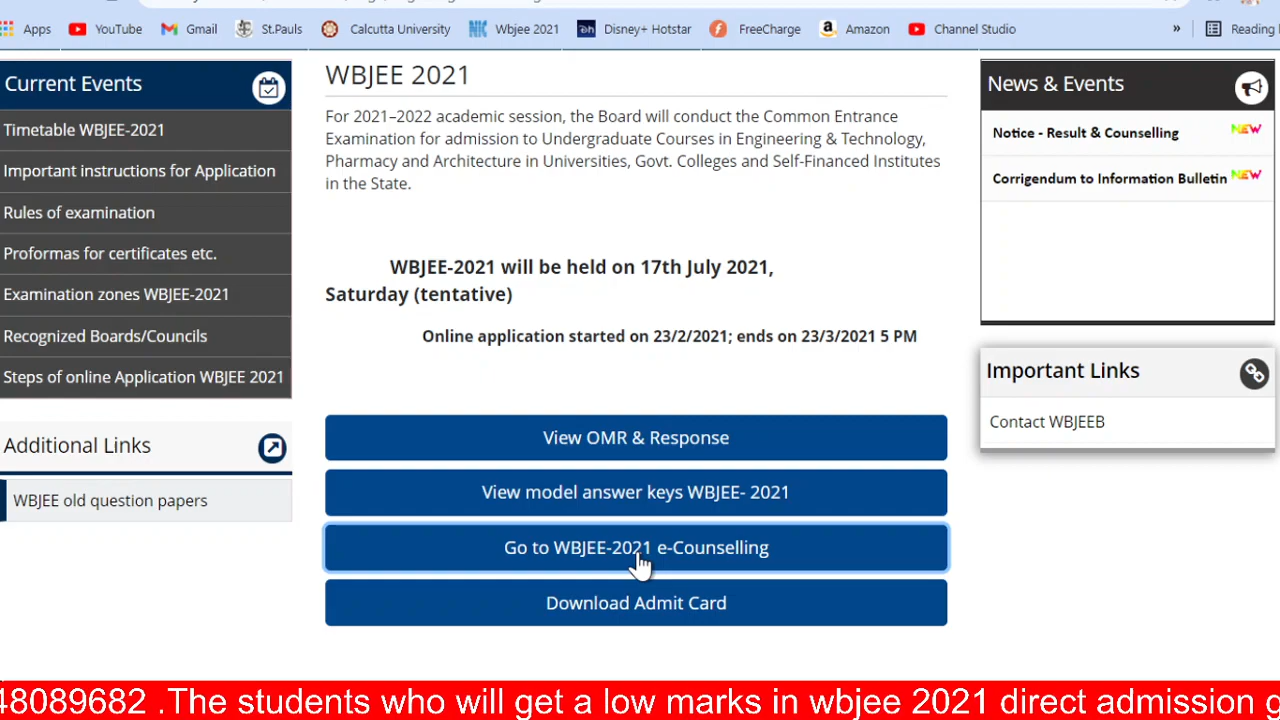 Apps YouTube Gmail St.Pauls Calcutta University Wbjee 2021 Disney+ Hotstar FreeCharge Amazon Channel Studio » Reading
Current Events
Timetable WBJEE-2021
Important instructions for Application
Rules of examination
Proformas for certificates etc.
Examination zones WBJEE-2021
Recognized Boards/Councils
Steps of online Application WBJEE 2021
Additional Links
WBJEE old question papers
WBJEE 2021
For 2021–2022 academic session, the Board will conduct the Common Entrance
Examination for admission to Undergraduate Courses in Engineering & Technology,
Pharmacy and Architecture in Universities, Govt. Colleges and Self-Financed Institutes
in the State.
WBJEE-2021 will be held on 17th July 2021,
Saturday (tentative)
Online application started on 23/2/2021; ends on 23/3/2021 5 PM
View OMR & Response
View model answer keys WBJEE- 2021
Go to WBJEE-2021 e-Counselling
Download Admit Card
News & Events
Notice - Result & Counselling NEW
Corrigendum to Information Bulletin NEW
Important Links
Contact WBJEEB
48089682 .The students who will get a low marks in wbjee 2021 direct admission g